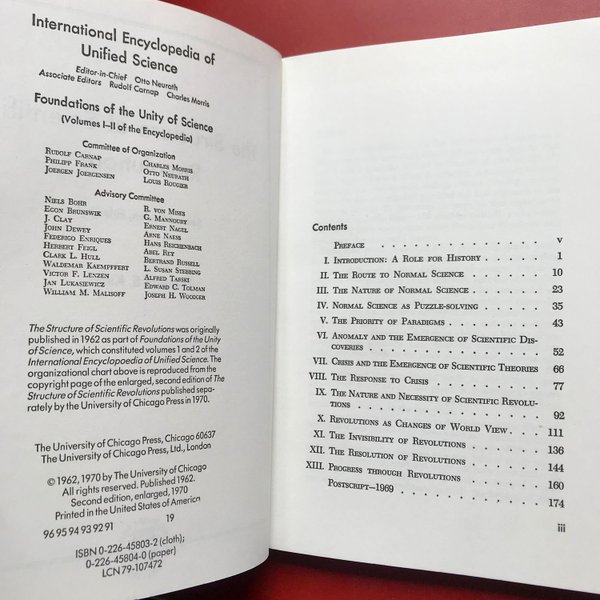 International Encyclopedia of
Unified Science
Editor-in-Chief Otto Neurath
Associate Editors Rudolf Carnap Charles Morris
Foundations of the Unity of Science
(Volumes I–II of the Encyclopedia)
Committee of Organization
RUDOLF CARNAP CHARLES MORRIS
PHILIPP FRANK OTTO NEURATH
JOERGEN JOERGENSEN LOUIS ROUGIER
Advisory Committee
NIELS BOHR R. VON MISES
EGON BRUNSWIK G. MANNOURY
J. CLAY ERNEST NAGEL
JOHN DEWEY ARNE NAESS
FEDERIGO ENRIQUES HANS REICHENBACH
HERBERT FEIGL ABEL REY
CLARK L. HULL BERTRAND RUSSELL
WALDEMAR KAEMPFFERT L. SUSAN STEBBING
VICTOR F. LENZEN ALFRED TARSKI
JAN LUKASIEWICZ EDWARD C. TOLMAN
WILLIAM M. MALISOFF JOSEPH H. WOODGER
The Structure of Scientific Revolutions was originally
published in 1962 as part of Foundations of the Unity
of Science, which constituted volumes 1 and 2 of the
International Encyclopaedia of Unified Science. The
organizational chart above is reproduced from the
copyright page of the enlarged, second edition of The
Structure of Scientific Revolutions published sepa-
rately by the University of Chicago Press in 1970.
The University of Chicago Press, Chicago 60637
The University of Chicago Press, Ltd., London
© 1962, 1970 by The University of Chicago
All rights reserved. Published 1962.
Second edition, enlarged, 1970
Printed in the United States of America
19
96 95 94 93 92 91
ISBN 0-226-45803-2 (cloth);
0-226-45804-0 (paper)
LCN 79-107472
Contents
PREFACE . . . . . . . . . . . . . . . . v
I. INTRODUCTION: A ROLE FOR HISTORY . . . . . . 1
II. THE ROUTE TO NORMAL SCIENCE . . . . . . . 10
III. THE NATURE OF NORMAL SCIENCE . . . . . . . 23
IV. NORMAL SCIENCE AS PUZZLE-SOLVING . . . . . . 35
V. THE PRIORITY OF PARADIGMS . . . . . . . . 43
VI. ANOMALY AND THE EMERGENCE OF SCIENTIFIC DIS-
COVERIES . . . . . . . . . . . . . . 52
VII. CRISIS AND THE EMERGENCE OF SCIENTIFIC THEORIES 66
VIII. THE RESPONSE TO CRISIS . . . . . . . . . 77
IX. THE NATURE AND NECESSITY OF SCIENTIFIC REVOLU-
TIONS . . . . . . . . . . . . . . . 92
X. REVOLUTIONS AS CHANGES OF WORLD VIEW . . . . 111
XI. THE INVISIBILITY OF REVOLUTIONS . . . . . . 136
XII. THE RESOLUTION OF REVOLUTIONS . . . . . . 144
XIII. PROGRESS THROUGH REVOLUTIONS . . . . . . 160
POSTSCRIPT—1969 . . . . . . . . . . . . 174
iii